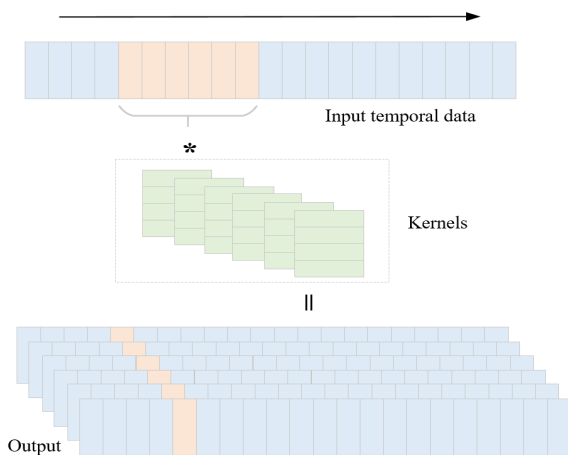 Input temporal data
*
Kernels
=
Output